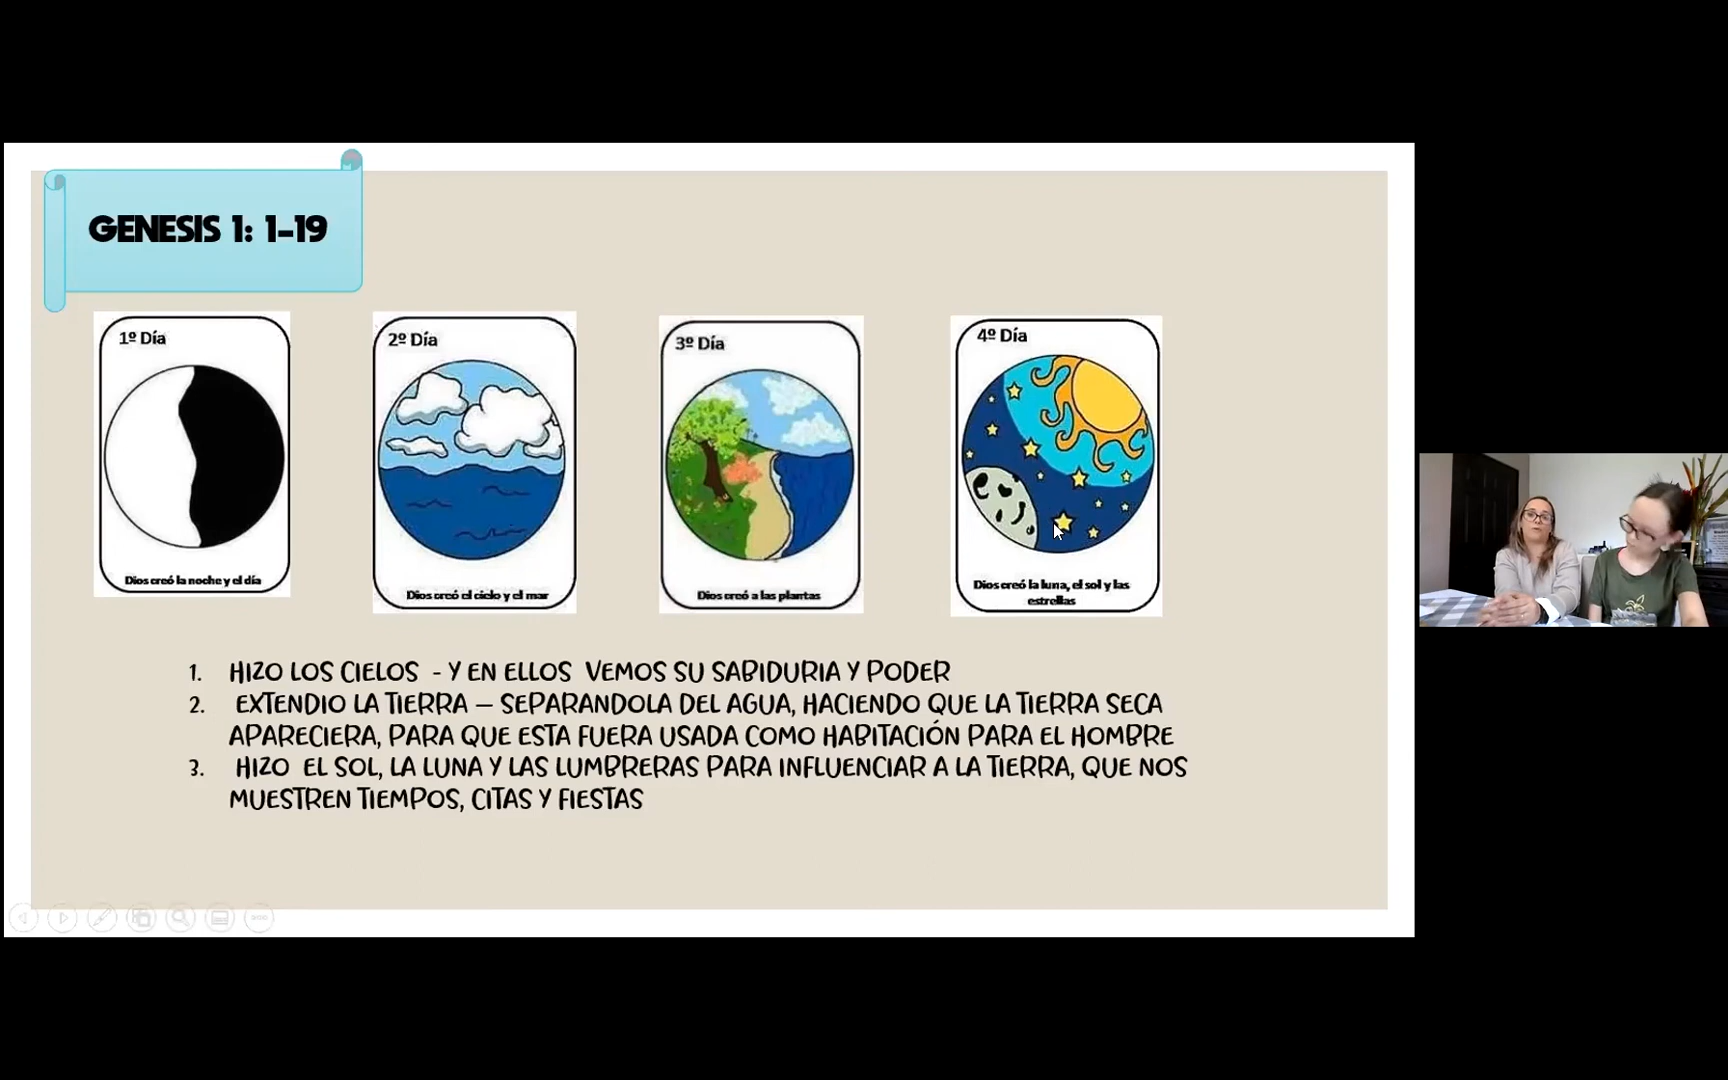 GENESIS 1: 1-19
1º Día
Dios creó la noche y el día
2º Día
Dios creó el cielo y el mar
3º Día
Dios creó a las plantas
4º Día
Dios creó la luna, el sol y las
estrellas
1. HIZO LOS CIELOS - Y EN ELLOS VEMOS SU SABIDURIA Y PODER
2. EXTENDIO LA TIERRA – SEPARANDOLA DEL AGUA, HACIENDO QUE LA TIERRA SECA
APARECIERA, PARA QUE ESTA FUERA USADA COMO HABITACIÓN PARA EL HOMBRE
3. HIZO EL SOL, LA LUNA Y LAS LUMBRERAS PARA INFLUENCIAR A LA TIERRA, QUE NOS
MUESTREN TIEMPOS, CITAS Y FIESTAS